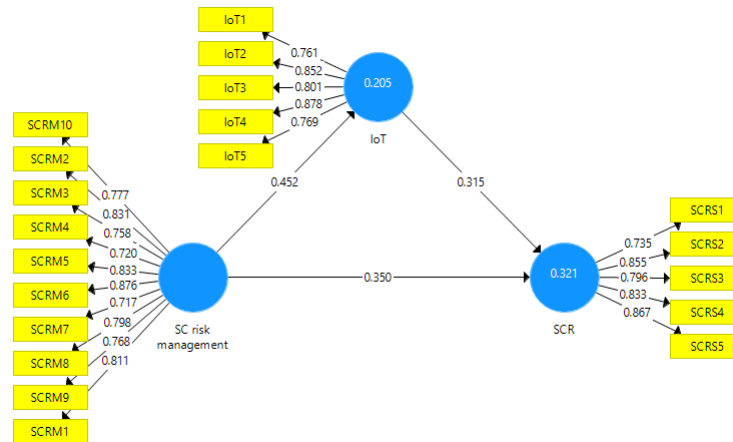 IoT1
IoT2
IoT3
IoT4
IoT5
0.761
0.852
0.801
0.878
0.769
0.205
IoT
SCRM10
SCRM2
SCRM3
SCRM4
SCRM5
SCRM6
SCRM7
SCRM8
SCRM9
SCRM1
0.777
0.831
0.758
0.720
0.833
0.876
0.717
0.798
0.768
0.811
SC risk
management
0.452
0.315
0.350
0.321
SCR
0.735
0.855
0.796
0.833
0.867
SCRS1
SCRS2
SCRS3
SCRS4
SCRS5